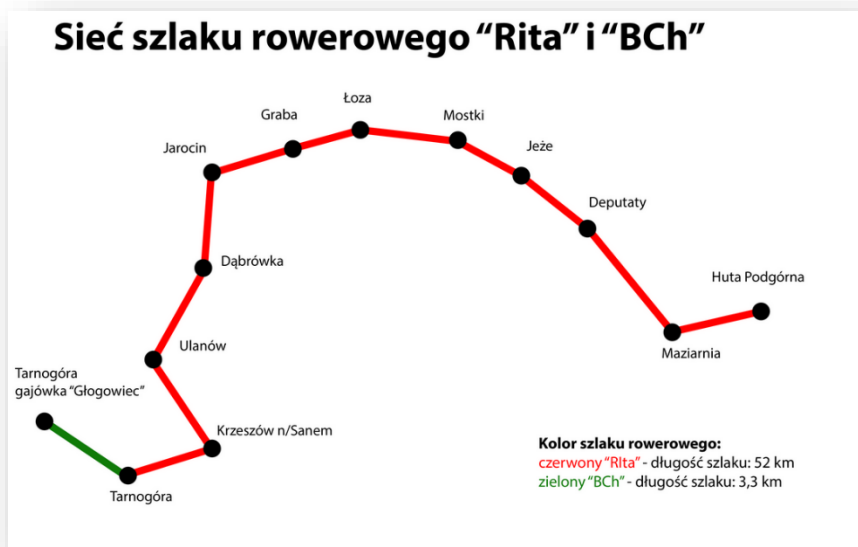 Sieć szlaku rowerowego “Rita” i “BCh”
Łoza
Graba
Mostki
Jarocin
Jeże
Deputaty
Dąbrówka
Huta Podgórna
Ulanów
Maziarnia
Tarnogóra
gajówka “Głogowiec”
Krzeszów n/Sanem
Tarnogóra
Kolor szlaku rowerowego:
czerwony “RIta” - długość szlaku: 52 km
zielony “BCh” - długość szlaku: 3,3 km